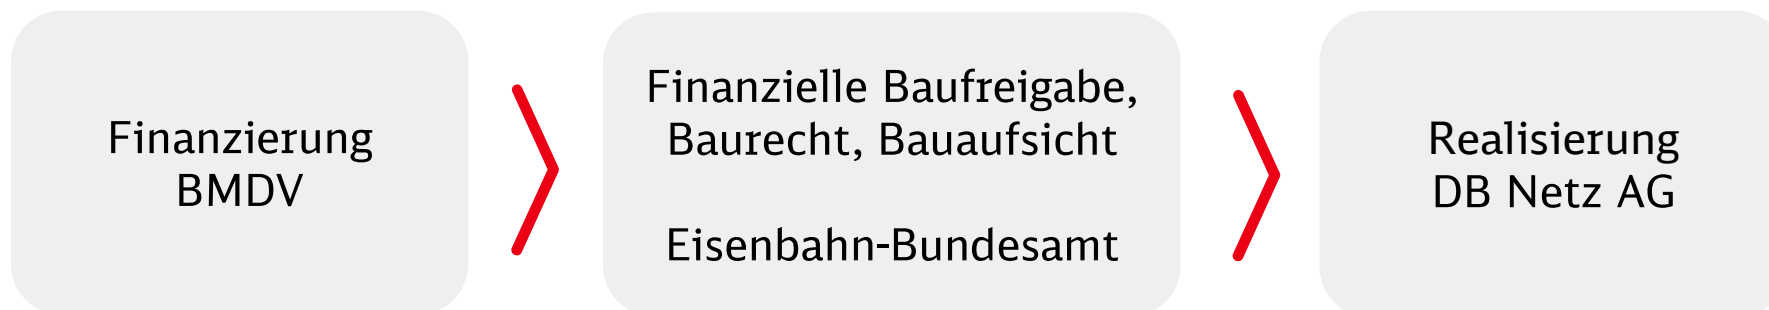 Finanzierung
BMDV
Finanzielle Baufreigabe,
Baurecht, Bauaufsicht
Eisenbahn-Bundesamt
Realisierung
DB Netz AG